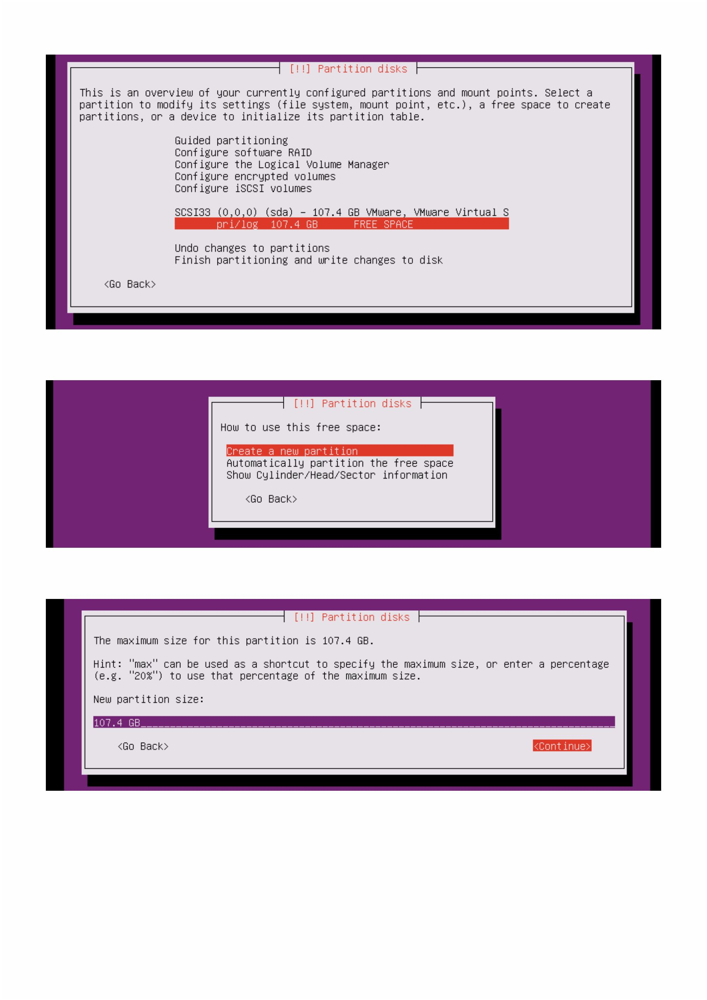 [!!] Partition disks
This is an overview of your currently configured partitions and mount points. Select a
partition to modify its settings (file system, mount point, etc.), a free space to create
partitions, or a device to initialize its partition table.
Guided partitioning
Configure software RAID
Configure the Logical Volume Manager
Configure encrypted volumes
Configure iSCSI volumes
SCSI33 (0,0,0) (sda) - 107.4 GB VMware, VMware Virtual S
pri/log 107.4 GB FREE SPACE
Undo changes to partitions
Finish partitioning and write changes to disk
<Go Back>
[!!] Partition disks
How to use this free space:
Create a new partition
Automatically partition the free space
Show Cylinder/Head/Sector information
<Go Back>
[!!] Partition disks
The maximum size for this partition is 107.4 GB.
Hint: "max" can be used as a shortcut to specify the maximum size, or enter a percentage
(e.g. "20%") to use that percentage of the maximum size.
New partition size:
107.4 GB
<Go Back> <Continue>